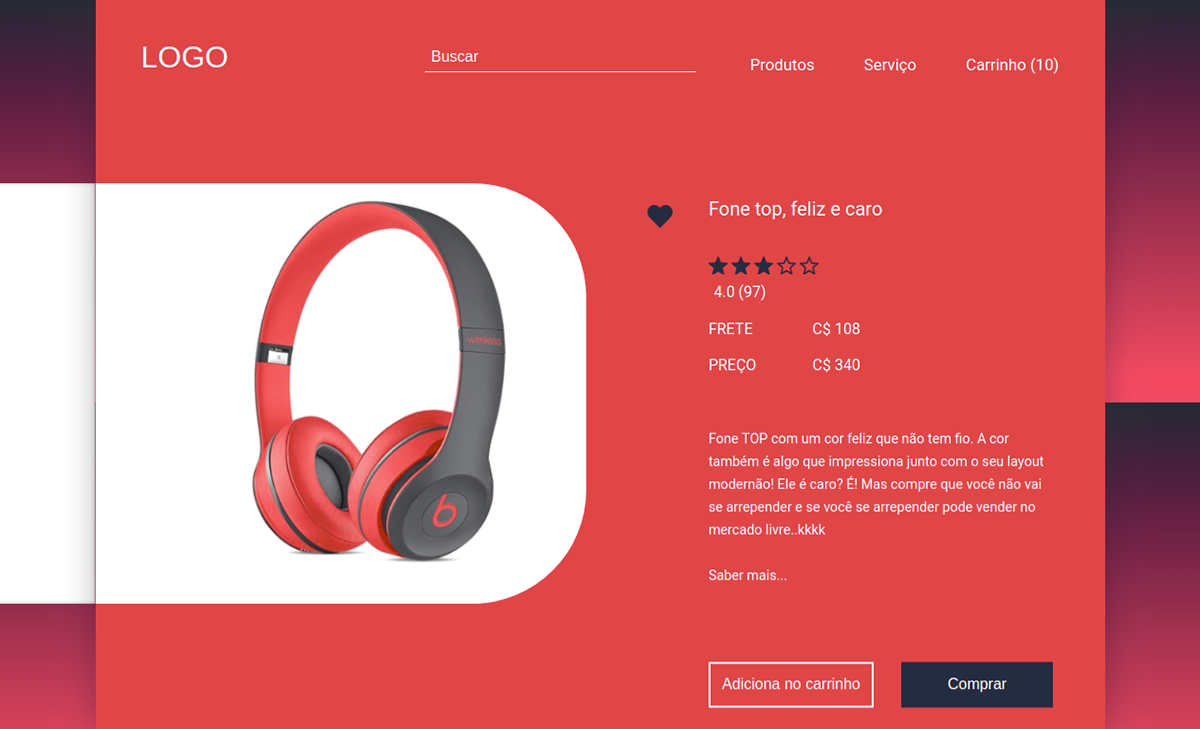 LOGO
Buscar
Produtos
Serviço
Carrinho (10)
Fone top, feliz e caro
4.0 (97)
FRETE C$ 108
PREÇO C$ 340
Fone TOP com um cor feliz que não tem fio. A cor
também é algo que impressiona junto com o seu layout
modernão! Ele é caro? É! Mas compre que você não vai
se arrepender e se você se arrepender pode vender no
mercado livre..kkkk
Saber mais...
Adiciona no carrinho
Comprar
wireless
b